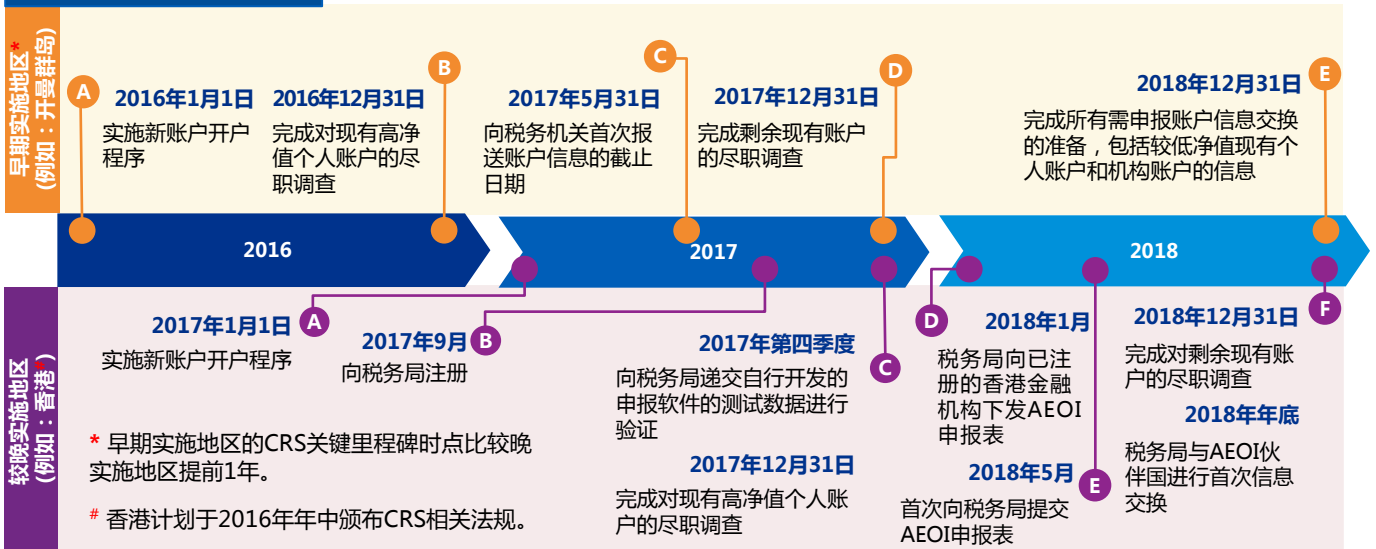 早期实施地区*
(例如：开曼群岛)
A
2016年1月1日
实施新账户开户
程序
B
2016年12月31日
完成对现有高净
值个人账户的尽
职调查
C
2017年5月31日
向税务机关首次报
送账户信息的截止
日期
D
2017年12月31日
完成剩余现有账户
的尽职调查
E
2018年12月31日
完成所有需申报账户信息交换
的准备，包括较低净值现有个
人账户和机构账户的信息
2016
2017
2018
较晚实施地区
(例如：香港#)
A
2017年1月1日
实施新账户开户程序
B
2017年9月
向税务局注册
C
2017年第四季度
向税务局递交自行开发的
申报软件的测试数据进行
验证
2017年12月31日
完成对现有高净值个人账
户的尽职调查
D
2018年1月
税务局向已注
册的香港金融
机构下发AEOI
申报表
E
2018年5月
首次向税务局提交
AEOI申报表
F
2018年12月31日
完成对剩余现有账
户的尽职调查
2018年年底
税务局与AEOI伙
伴国进行首次信息
交换
* 早期实施地区的CRS关键里程碑时点比较晚
实施地区提前1年。
# 香港计划于2016年年中颁布CRS相关法规。